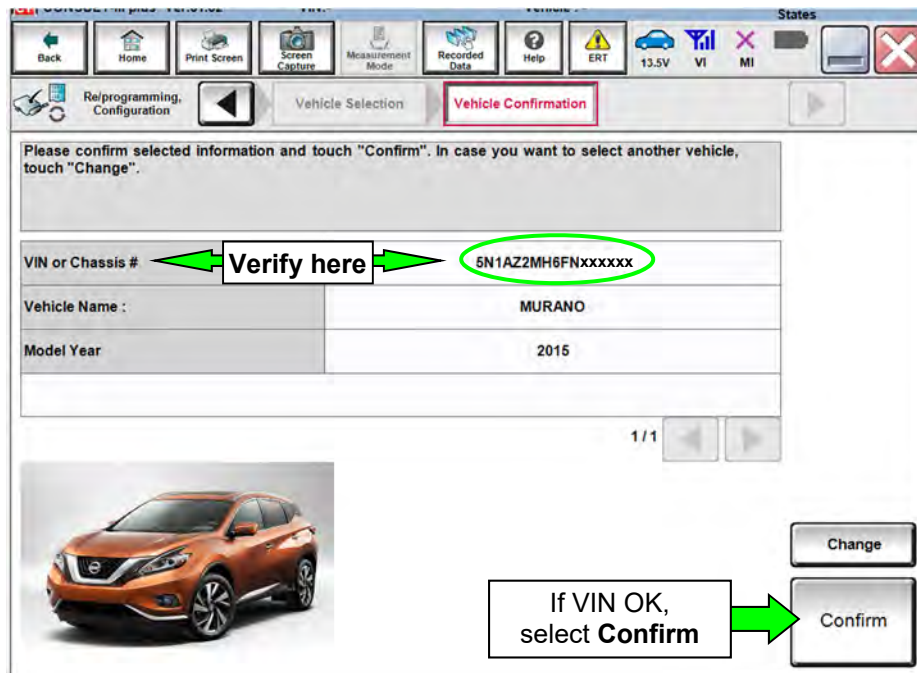 States
Back
Home
Print Screen
Screen
Capture
Measurement
Mode
Recorded
Data
Help
ERT
13.5V
VI
MI
Re/programming,
Configuration
Vehicle Selection
Vehicle Confirmation
Please confirm selected information and touch "Confirm". In case you want to select another vehicle,
touch "Change".
VIN or Chassis #
Verify here
5N1AZ2MH6FNxxxxxx
Vehicle Name :
MURANO
Model Year
2015
1/1
Change
If VIN OK,
select Confirm
Confirm